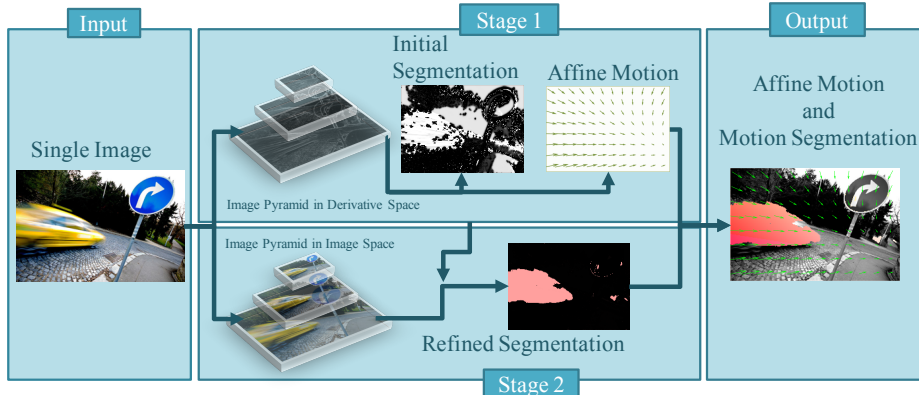 Input
Stage 1
Output
Single Image
Initial
Segmentation
Affine Motion
Image Pyramid in Derivative Space
Image Pyramid in Image Space
Refined Segmentation
Stage 2
Affine Motion
and
Motion Segmentation